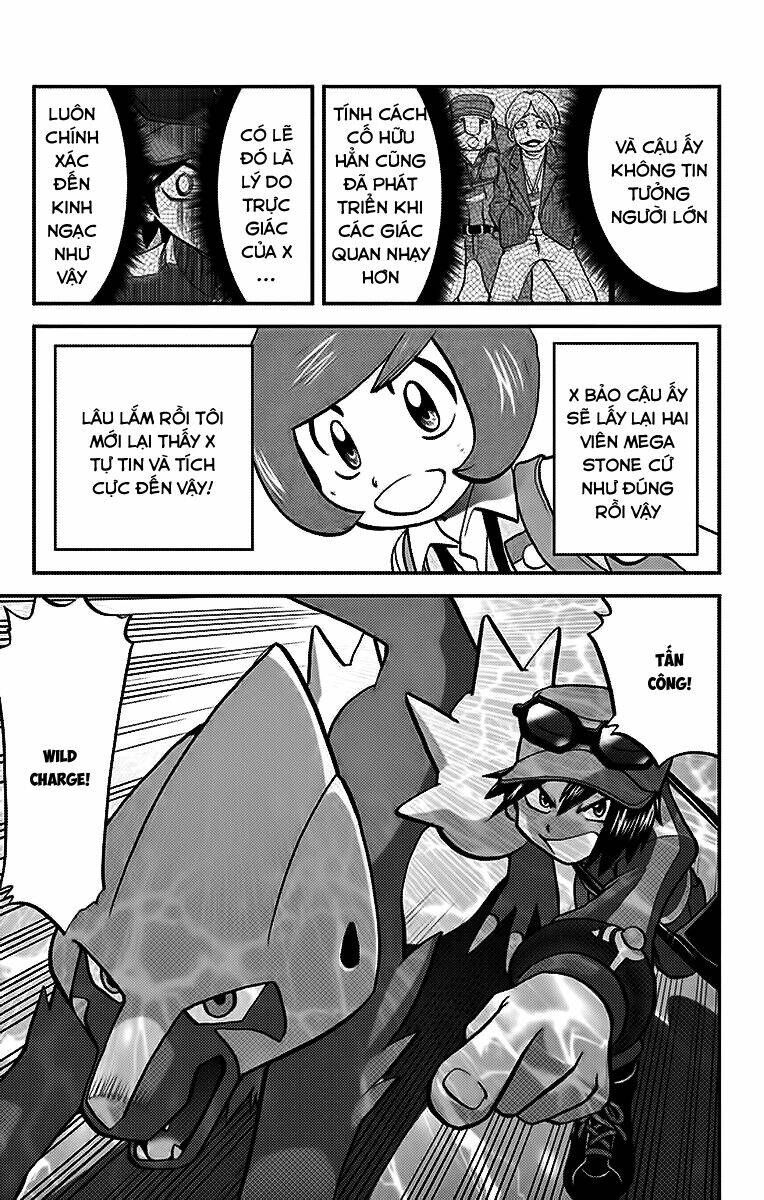 VÀ CẬU ẤY
KHÔNG TIN
TƯỞNG
NGƯỜI LỚN
TÍNH CÁCH
CỐ HỮU
HẲN CŨNG
ĐÃ PHÁT
TRIỂN KHI
CÁC GIÁC
QUAN NHẠY
HƠN
CÓ LẼ
ĐÓ LÀ
LÝ DO
TRỰC
GIÁC
CỦA X
...
LUÔN
CHÍNH
XÁC
ĐẾN
KINH
NGẠC
NHƯ
VẬY
X BẢO CẬU ẤY
SẼ LẤY LẠI HAI
VIÊN MEGA
STONE CỨ
NHƯ ĐÚNG
RỒI VẬY
LÂU LẮM RỒI TÔI
MỚI LẠI THẤY X
TỰ TIN VÀ TÍCH
CỰC ĐẾN VẬY!
TẤN
CÔNG!
WILD
CHARGE!